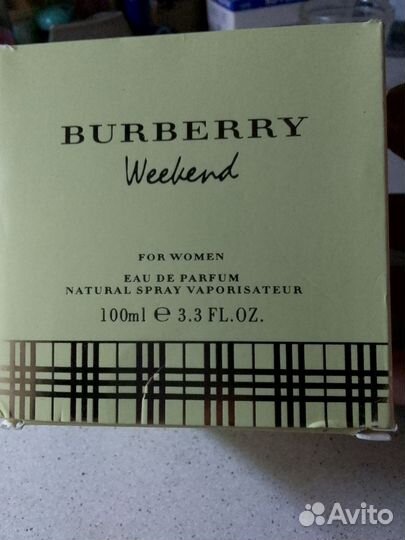 BURBERRY
Weekend
FOR WOMEN
EAU DE PARFUM
NATURAL SPRAY VAPORISATEUR
100ml ℮ 3.3 FL.OZ.
Avito